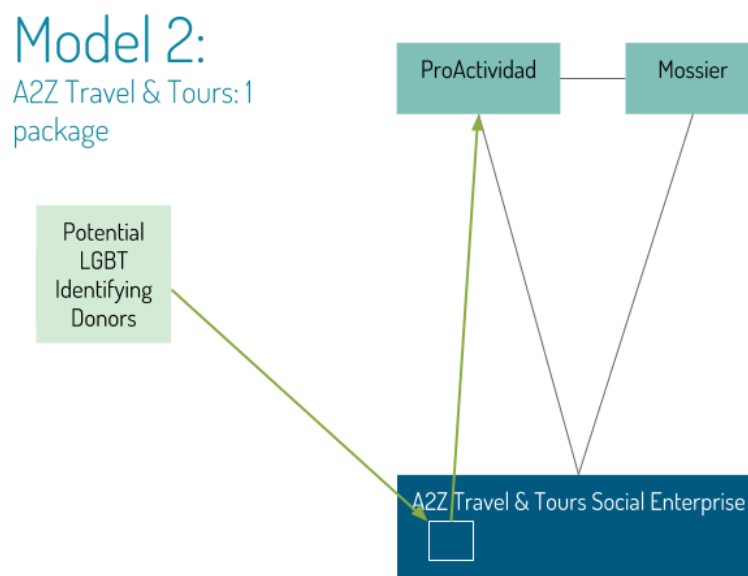 Model 2:
A2Z Travel & Tours: 1
package
ProActividad
Mossier
Potential
LGBT
Identifying
Donors
A2Z Travel & Tours Social Enterprise